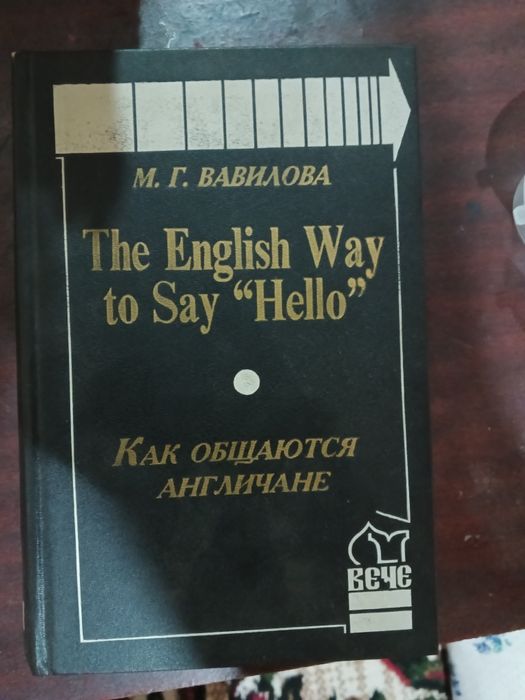 М. Г. ВАВИЛОВА
The English Way
to Say “Hello”
КАК ОБЩАЮТСЯ
АНГЛИЧАНЕ
ВЕЧЕ